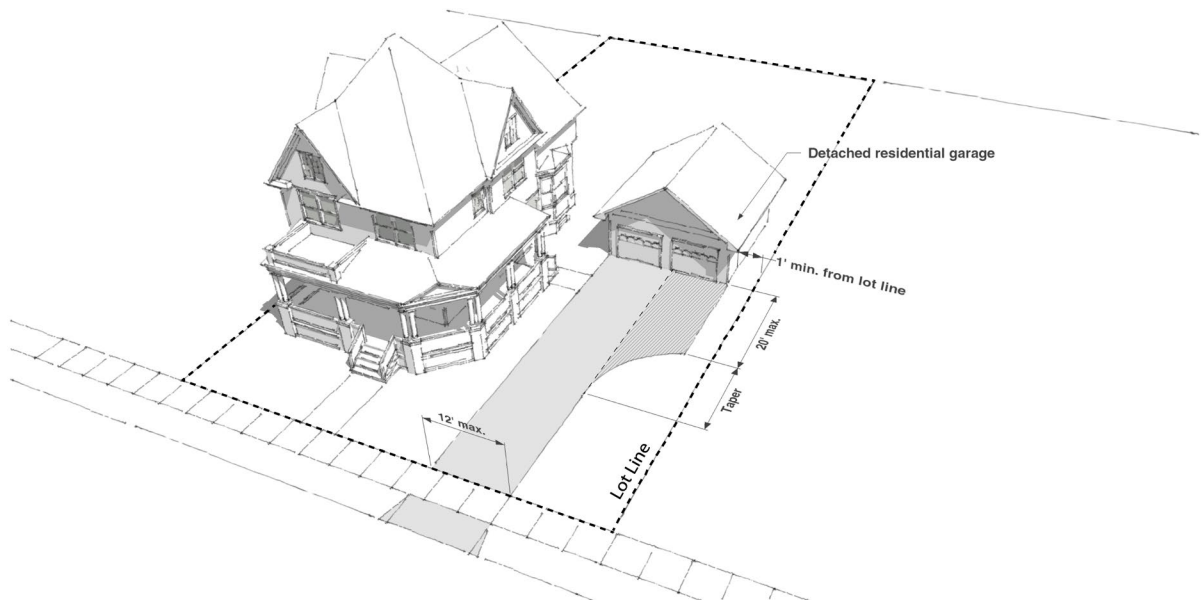 Detached residential garage
1' min. from lot line
20' max.
Taper
12' max.
Lot Line